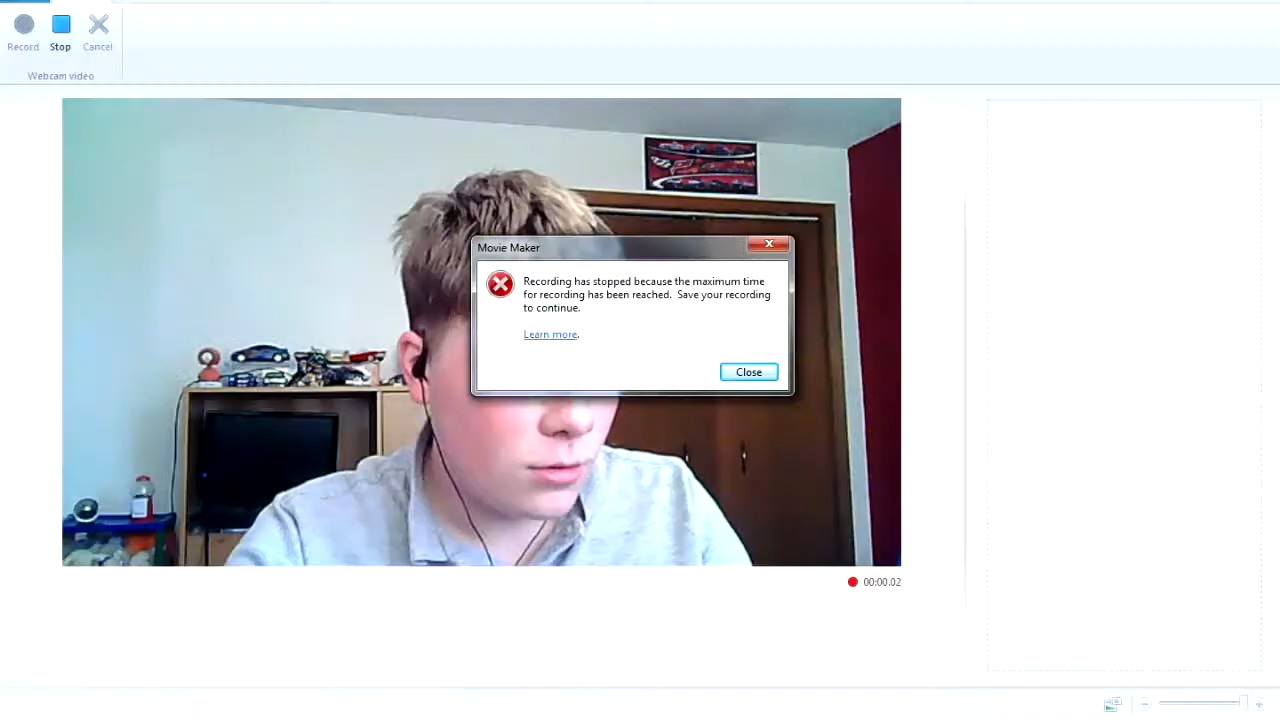 Record Stop Cancel
Webcam video
Movie Maker
Recording has stopped because the maximum time
for recording has been reached. Save your recording
to continue.
Learn more.
Close
00:00.02